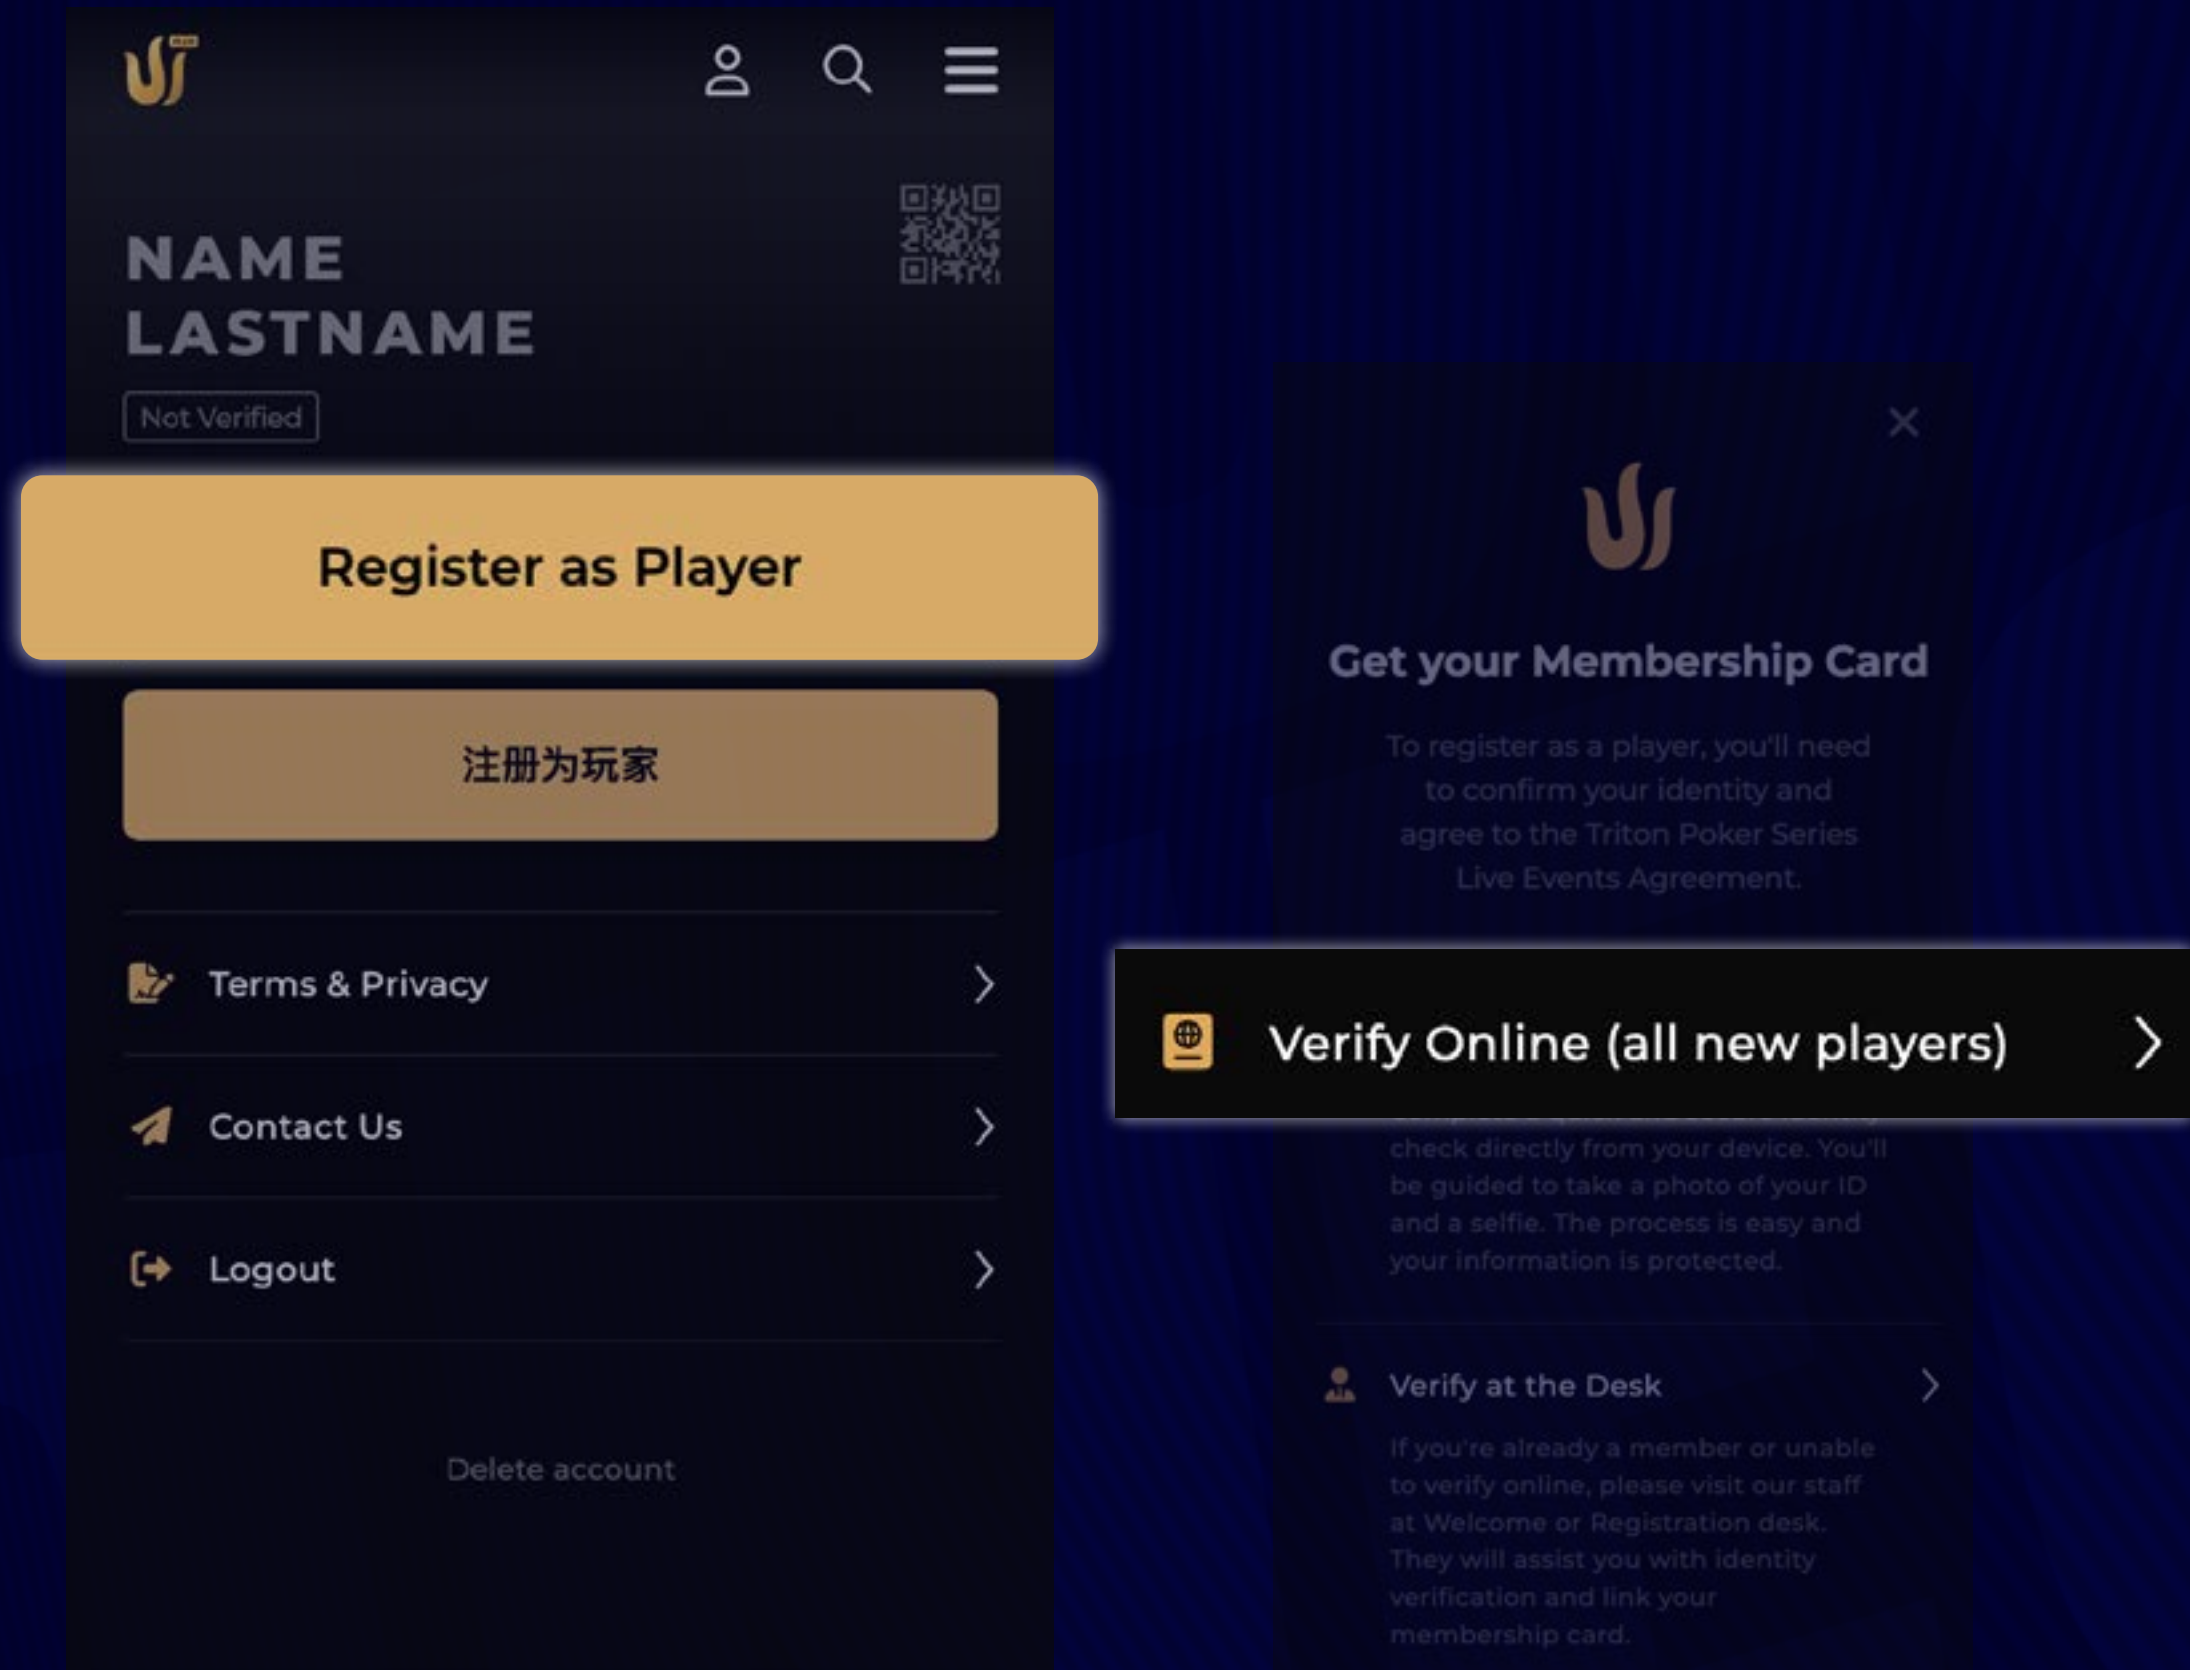 NAME
LASTNAME
Not Verified
Register as Player
注册为玩家
Terms & Privacy
Contact Us
Logout
Delete account
Get your Membership Card
To register as a player, you'll need
to confirm your identity and
agree to the Triton Poker Series
Live Events Agreement.
Verify Online (all new players)
check directly from your device. You'll
be guided to take a photo of your ID
and a selfie. The process is easy and
your information is protected.
Verify at the Desk
If you're already a member or unable
to verify online, please visit our staff
at Welcome or Registration desk.
They will assist you with identity
verification and link your
membership card.